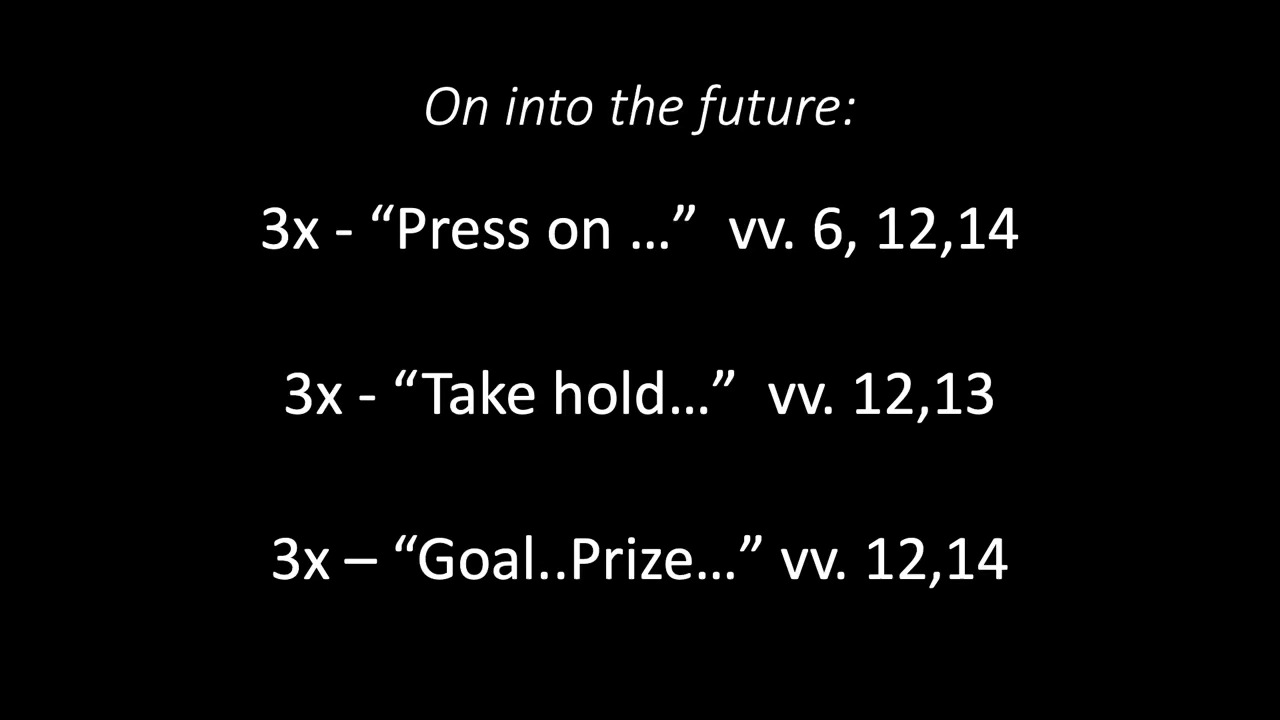 On into the future:
3x - “Press on …”  vv. 6, 12,14
3x - “Take hold…”  vv. 12,13
3x – “Goal..Prize…” vv. 12,14